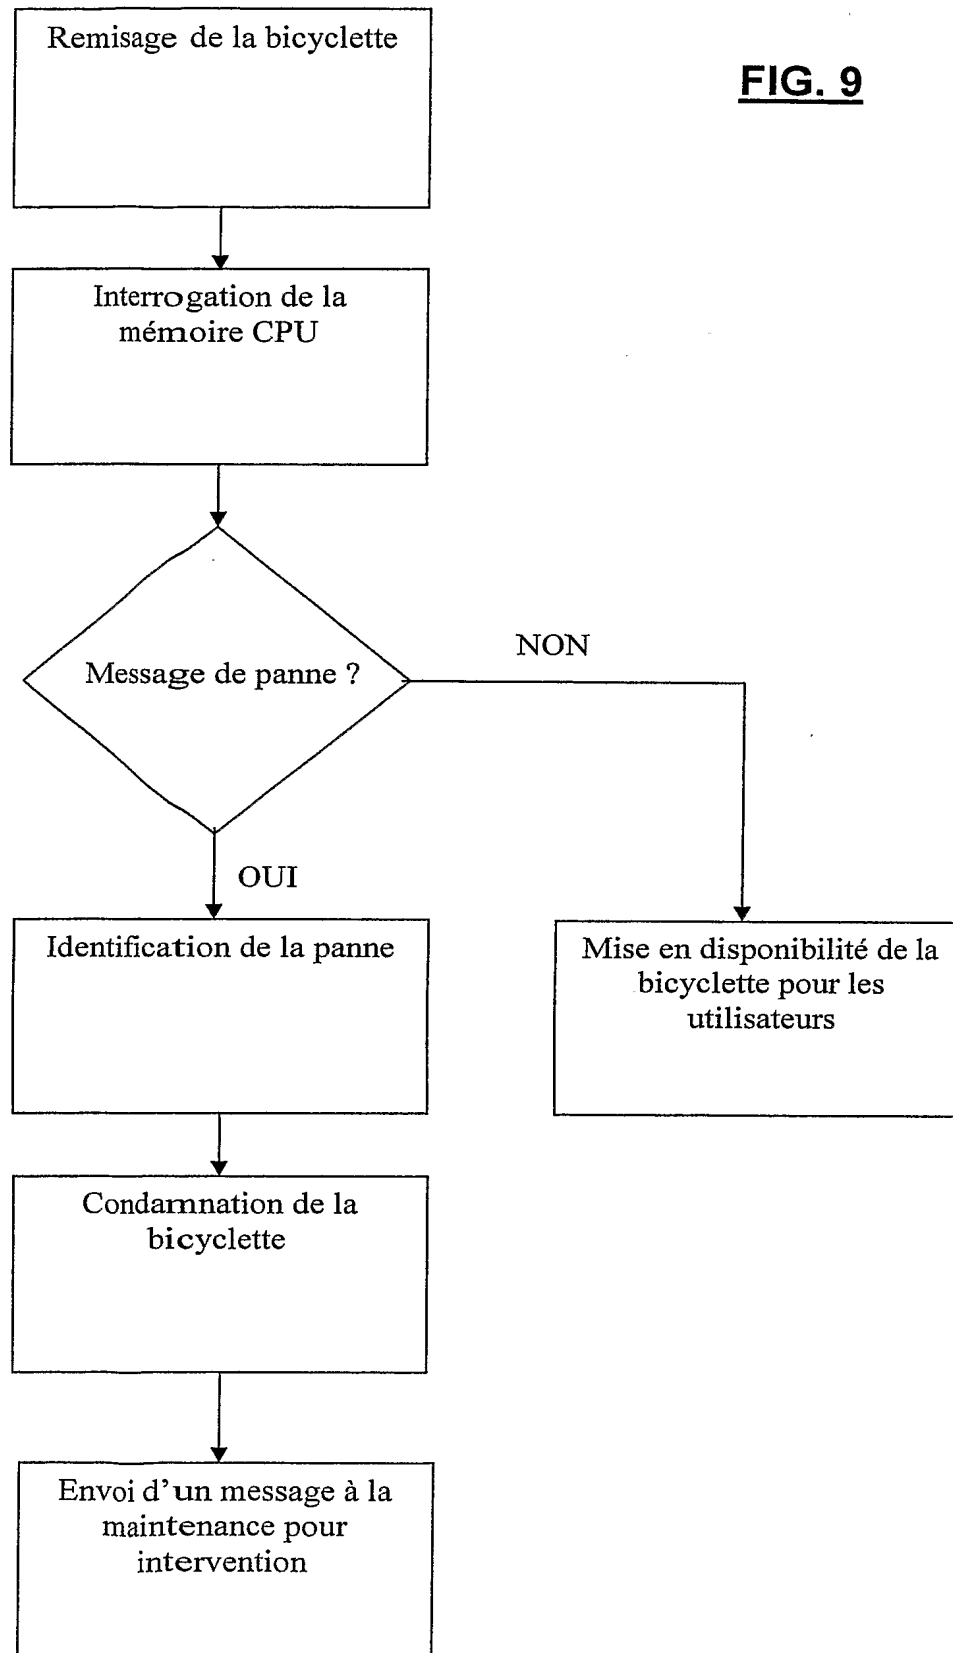 FIG. 9
Remisage de la bicyclette
Interrogation de la
mémoire CPU
Message de panne ?
NON
OUI
Identification de la panne
Mise en disponibilité de la
bicyclette pour les
utilisateurs
Condamnation de la
bicyclette
Envoi d'un message à la
maintenance pour
intervention